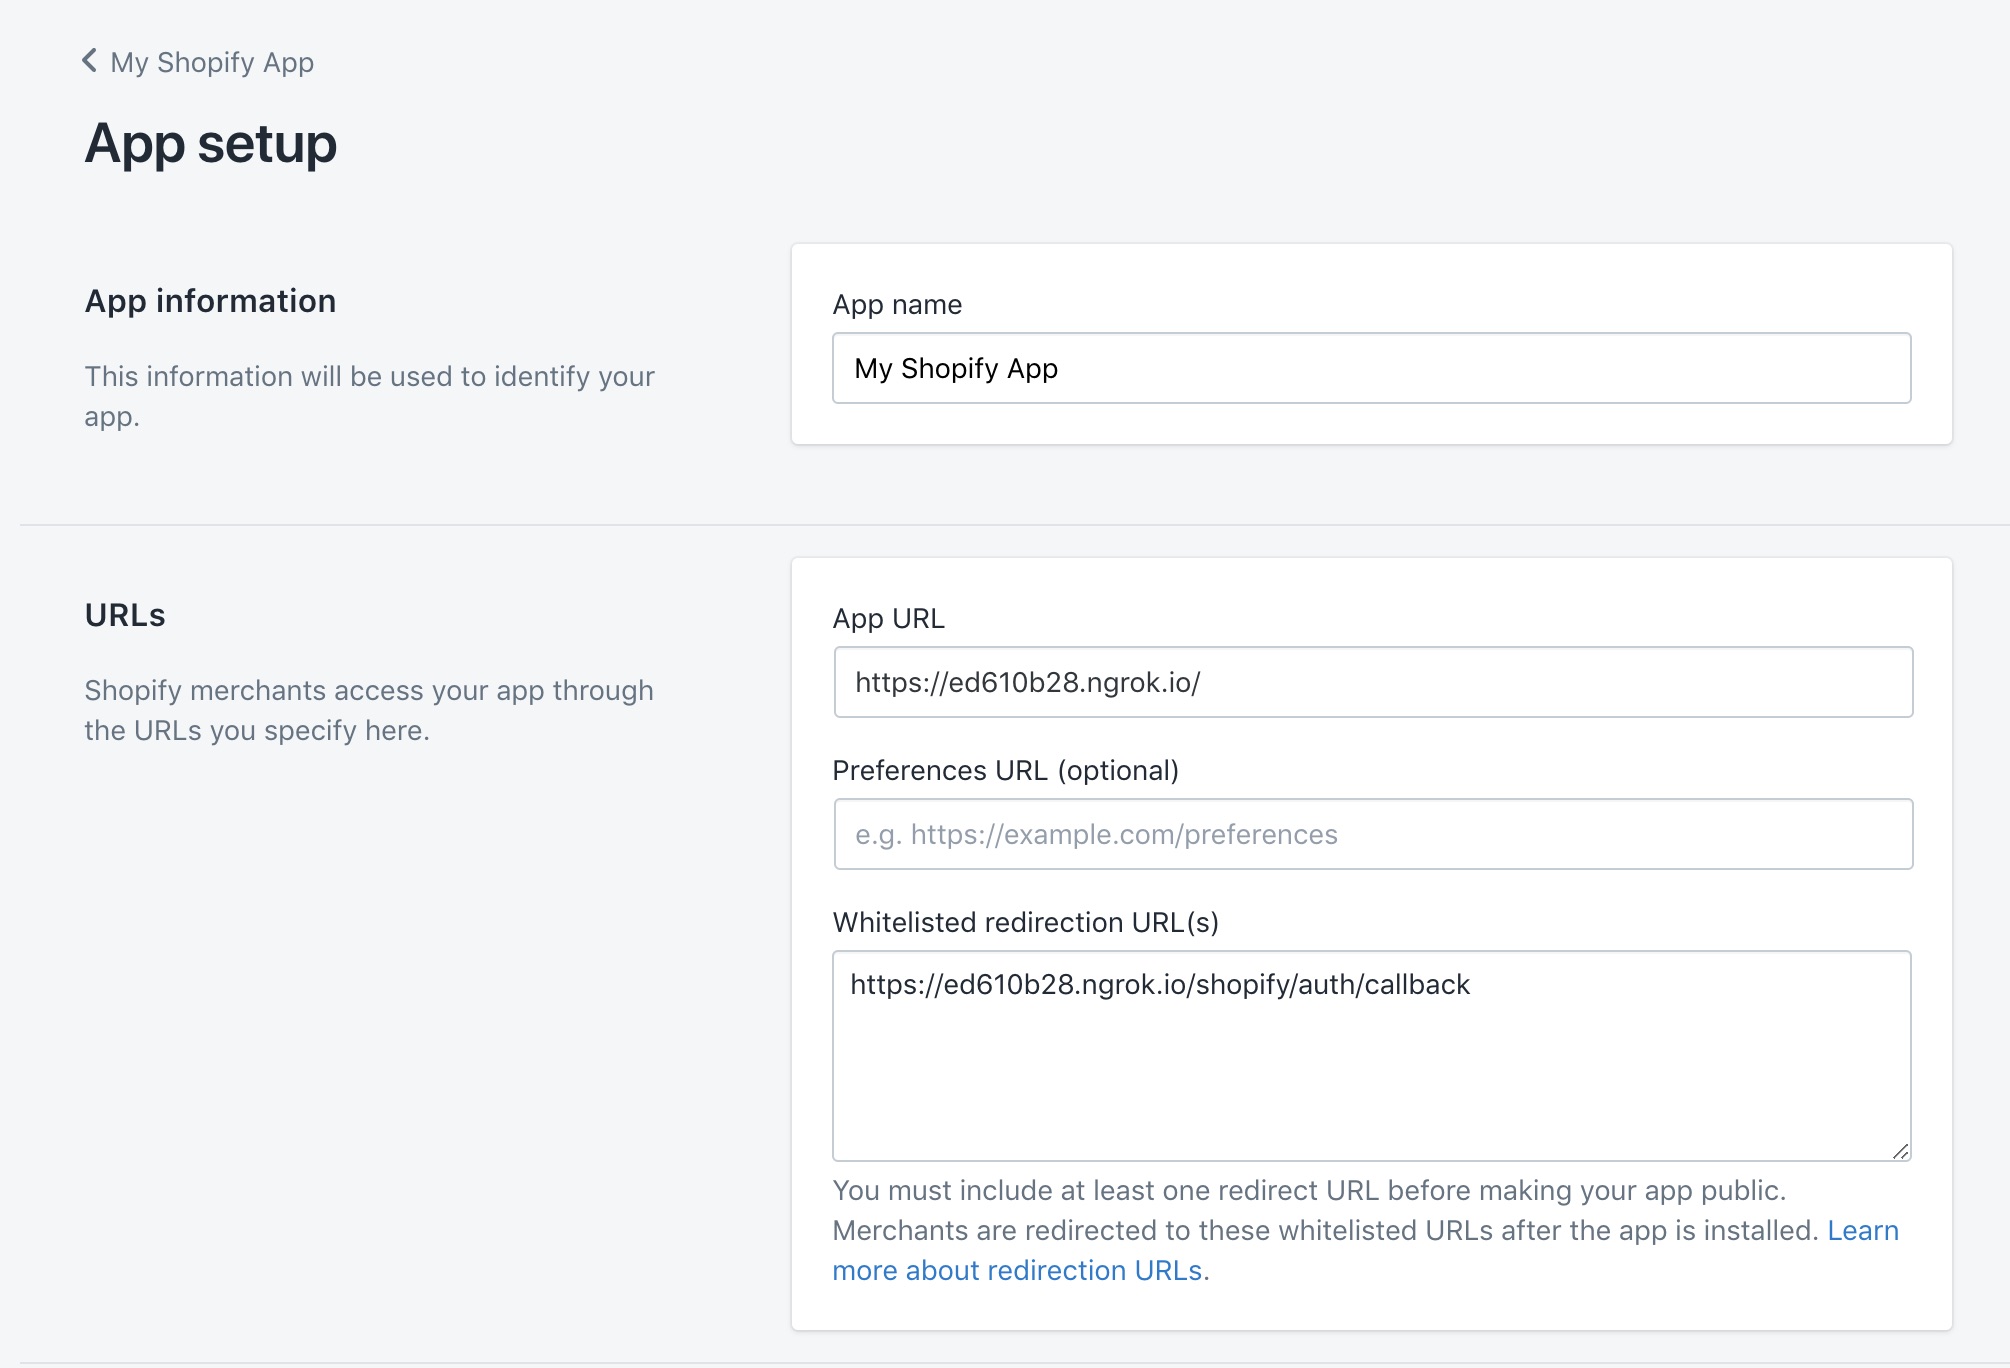 My Shopify App
App setup
App information
This information will be used to identify your
app.
App name
My Shopify App
URLs
Shopify merchants access your app through
the URLs you specify here.
App URL
https://ed610b28.ngrok.io/
Preferences URL (optional)
e.g. https://example.com/preferences
Whitelisted redirection URL(s)
https://ed610b28.ngrok.io/shopify/auth/callback
You must include at least one redirect URL before making your app public.
Merchants are redirected to these whitelisted URLs after the app is installed. Learn
more about redirection URLs.